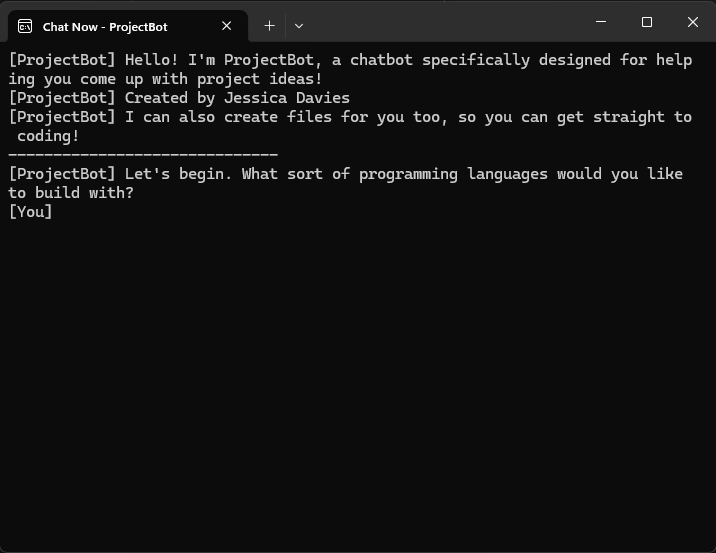 Chat Now - ProjectBot
[ProjectBot] Hello! I'm ProjectBot, a chatbot specifically designed for help
ing you come up with project ideas!
[ProjectBot] Created by Jessica Davies
[ProjectBot] I can also create files for you too, so you can get straight to
 coding!
------------------------------
[ProjectBot] Let's begin. What sort of programming languages would you like
to build with?
[You]